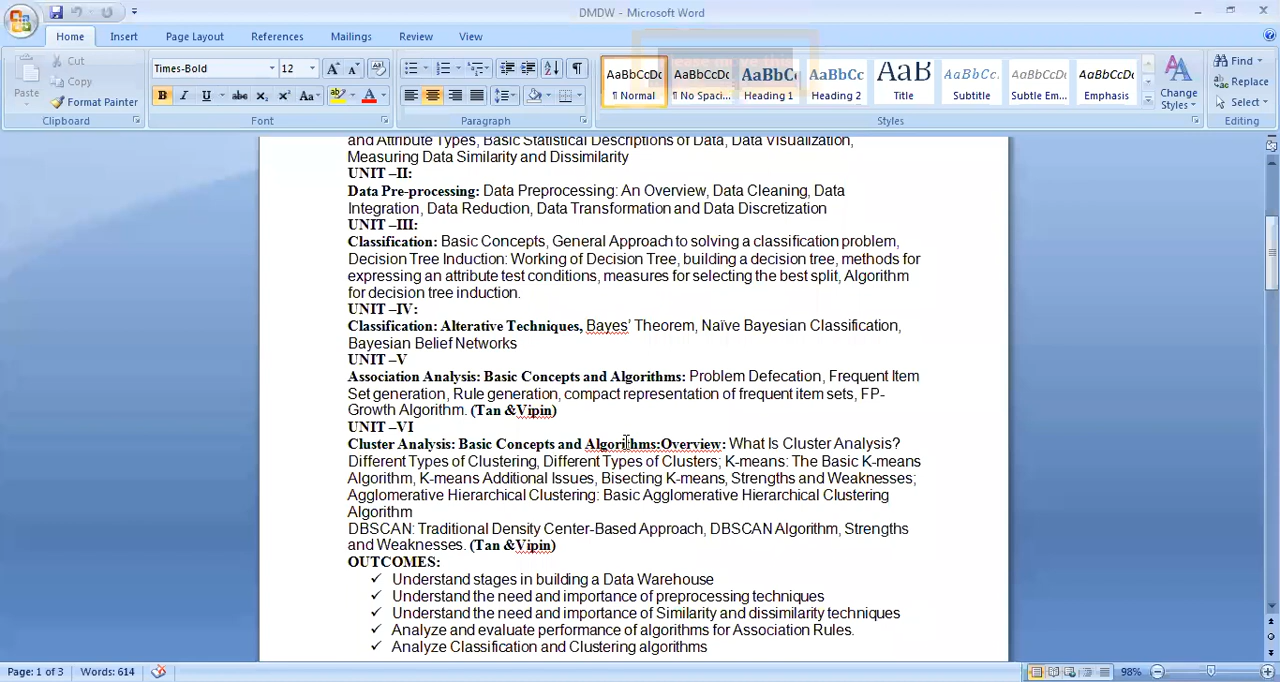 DMDW - Microsoft Word
Home Insert Page Layout References Mailings Review View
Paste
Cut
Copy
Format Painter
Clipboard
Times-Bold 12
B I U abc X₂ X² Aa ab A
Font
Paragraph
AaBbCcDc AaBbCcDc AaBbCc AaBbCc AaB AaBbCc. AaBbCcDc AaBbCcDc
¶ Normal ¶ No Spaci... Heading 1 Heading 2 Title Subtitle Subtle Em... Emphasis
Change Styles
Styles
Find
Replace
Select
Editing
and Attribute Types, Basic Statistical Descriptions of Data, Data Visualization,
Measuring Data Similarity and Dissimilarity
UNIT –II:
Data Pre-processing: Data Preprocessing: An Overview, Data Cleaning, Data
Integration, Data Reduction, Data Transformation and Data Discretization
UNIT –III:
Classification: Basic Concepts, General Approach to solving a classification problem,
Decision Tree Induction: Working of Decision Tree, building a decision tree, methods for
expressing an attribute test conditions, measures for selecting the best split, Algorithm
for decision tree induction.
UNIT –IV:
Classification: Alterative Techniques, Bayes’ Theorem, Naïve Bayesian Classification,
Bayesian Belief Networks
UNIT –V
Association Analysis: Basic Concepts and Algorithms: Problem Defecation, Frequent Item
Set generation, Rule generation, compact representation of frequent item sets, FP-
Growth Algorithm. (Tan &Vipin)
UNIT –VI
Cluster Analysis: Basic Concepts and Algorithms:Overview: What Is Cluster Analysis?
Different Types of Clustering, Different Types of Clusters; K-means: The Basic K-means
Algorithm, K-means Additional Issues, Bisecting K-means, Strengths and Weaknesses;
Agglomerative Hierarchical Clustering: Basic Agglomerative Hierarchical Clustering
Algorithm
DBSCAN: Traditional Density Center-Based Approach, DBSCAN Algorithm, Strengths
and Weaknesses. (Tan &Vipin)
OUTCOMES:
✓ Understand stages in building a Data Warehouse
✓ Understand the need and importance of preprocessing techniques
✓ Understand the need and importance of Similarity and dissimilarity techniques
✓ Analyze and evaluate performance of algorithms for Association Rules.
✓ Analyze Classification and Clustering algorithms
Page: 1 of 3 Words: 614 98%